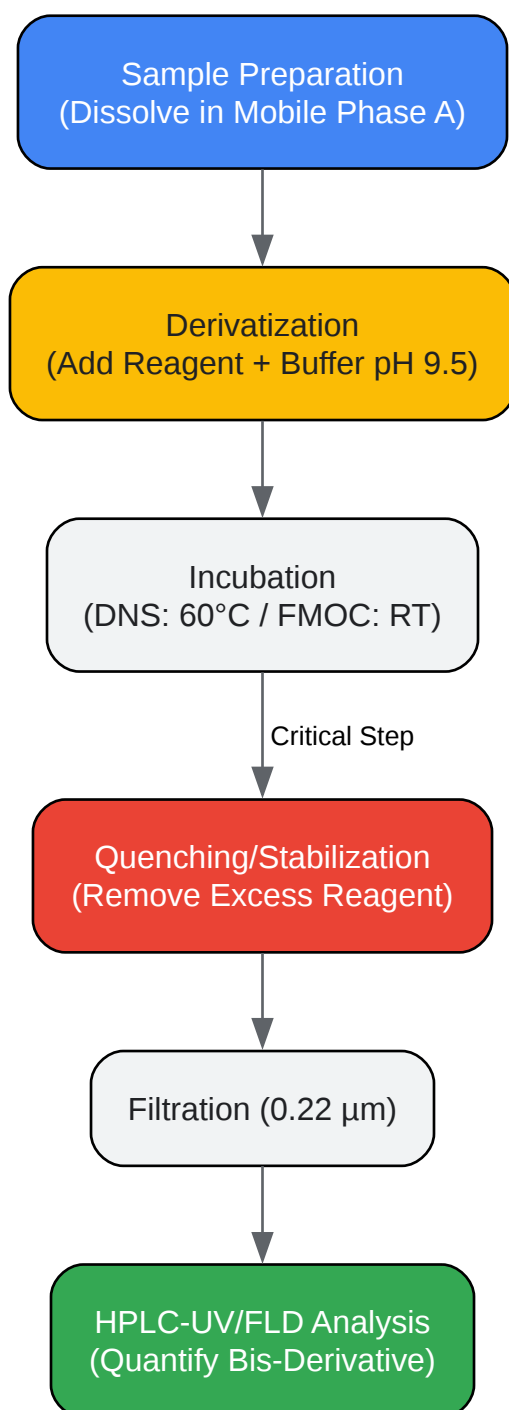 Sample Preparation
(Dissolve in Mobile Phase A)
Derivatization
(Add Reagent + Buffer pH 9.5)
Incubation
(DNS: 60°C / FMOC: RT)
Critical Step
Quenching/Stabilization
(Remove Excess Reagent)
Filtration (0.22 µm)
HPLC-UV/FLD Analysis
(Quantify Bis-Derivative)